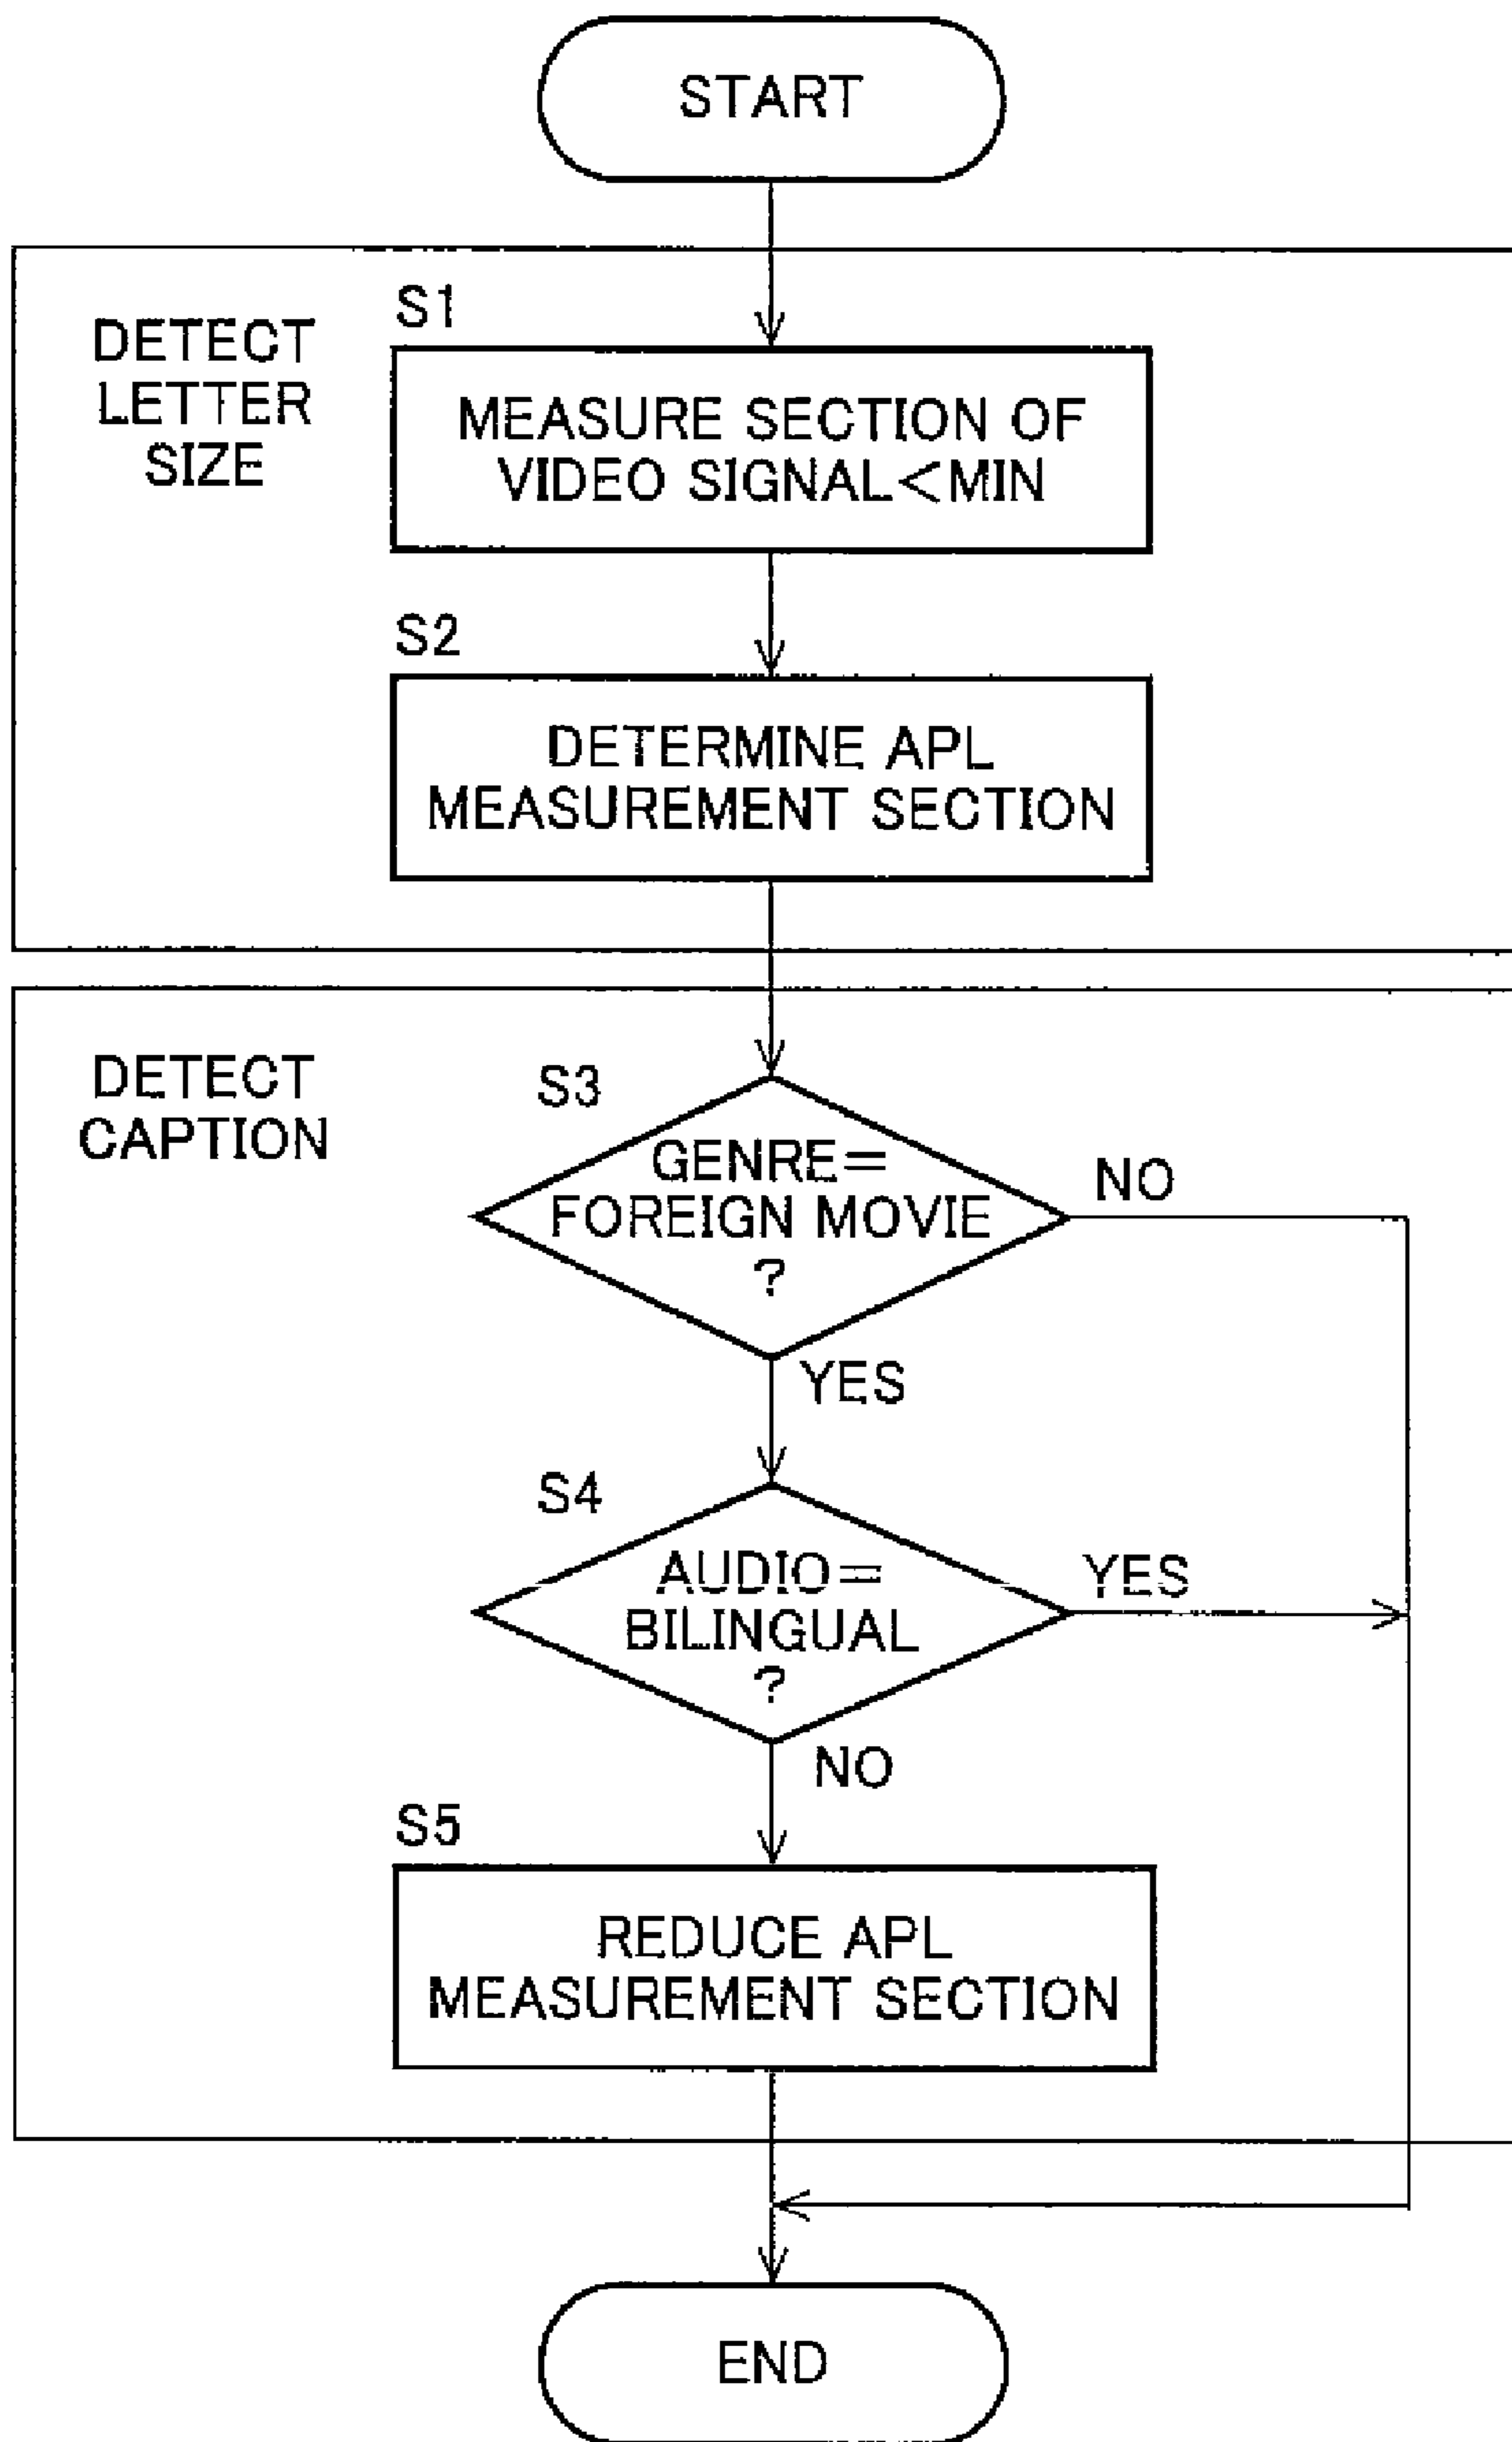 START
DETECT
LETTER
SIZE
S1
MEASURE SECTION OF
VIDEO SIGNAL<MIN
S2
DETERMINE APL
MEASUREMENT SECTION
DETECT
CAPTION
S3
GENRE=
FOREIGN MOVIE
?
NO
YES
S4
AUDIO=
BILINGUAL
?
YES
NO
S5
REDUCE APL
MEASUREMENT SECTION
END